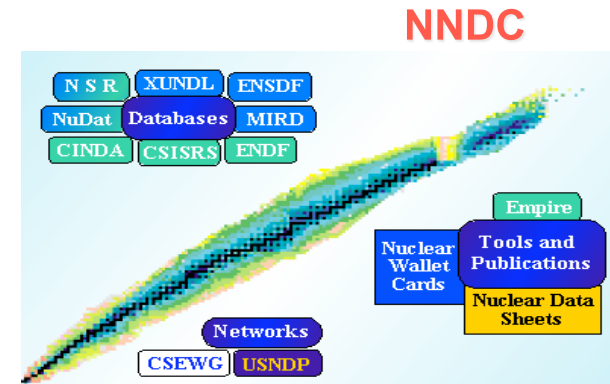 NNDC
N S R XUNDL ENSDF
NuDat Databases MIRD
CINDA CSISRS ENDF
Empire
Nuclear
Wallet
Cards
Tools and
Publications
Nuclear Data
Sheets
Networks
CSEWG USNDP